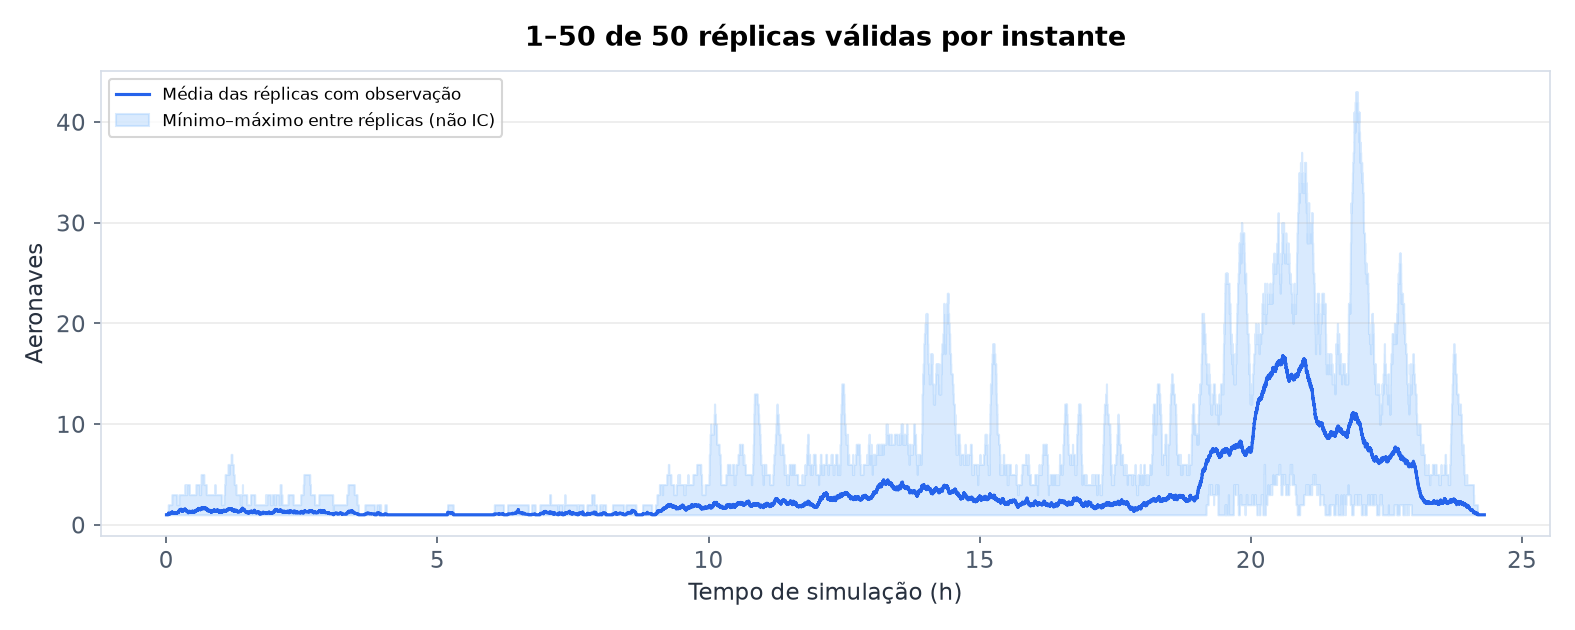 1–50 de 50 réplicas válidas por instante
Média das réplicas com observação
Mínimo–máximo entre réplicas (não IC)
Aeronaves
40
30
20
10
0
0 5 10 15 20 25
Tempo de simulação (h)